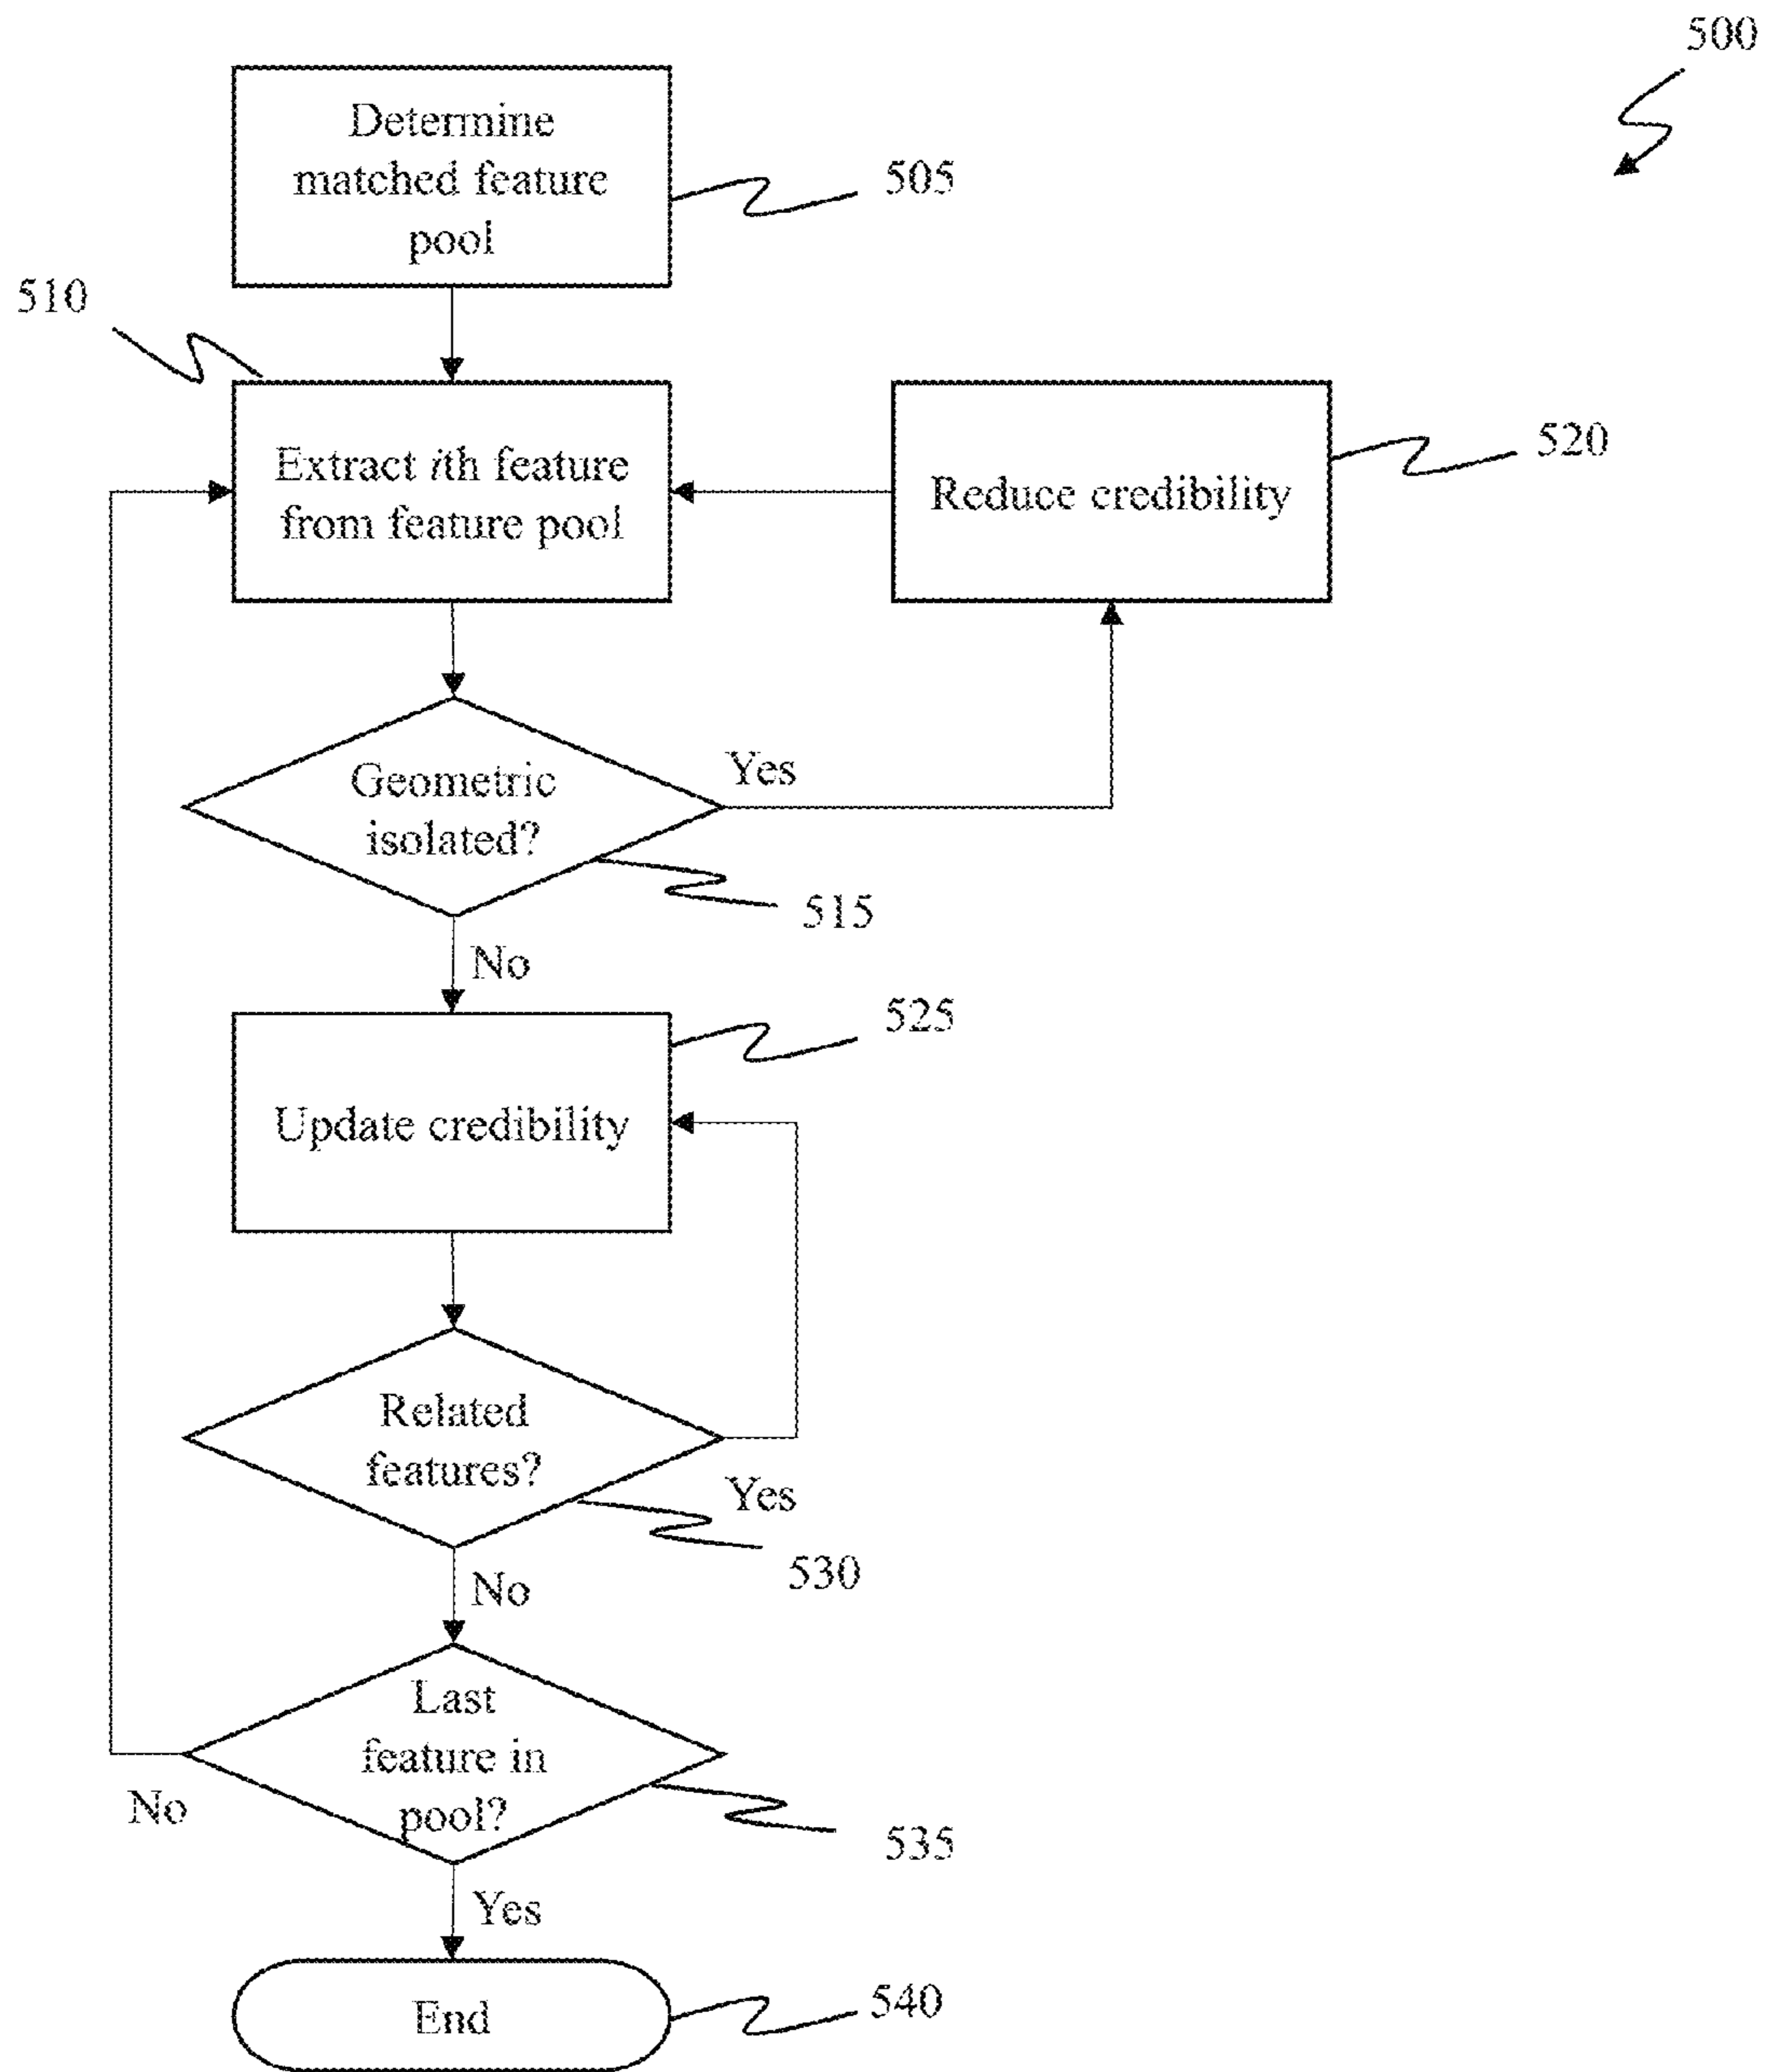 500
Determine
matched feature
pool
505
510
Extract ith feature
from feature pool
Reduce credibility
520
Geometric
isolated?
Yes
515
No
525
Update credibility
Related
features?
Yes
530
No
Last
feature in
pool?
No
535
Yes
End
540